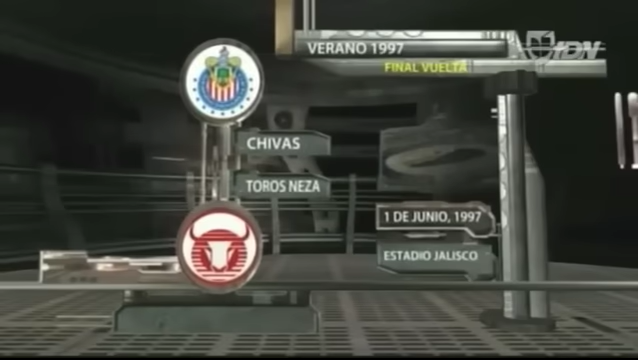 VERANO 1997
TDN
FINAL VUELTA
CHIVAS
TOROS NEZA
1 DE JUNIO, 1997
ESTADIO JALISCO